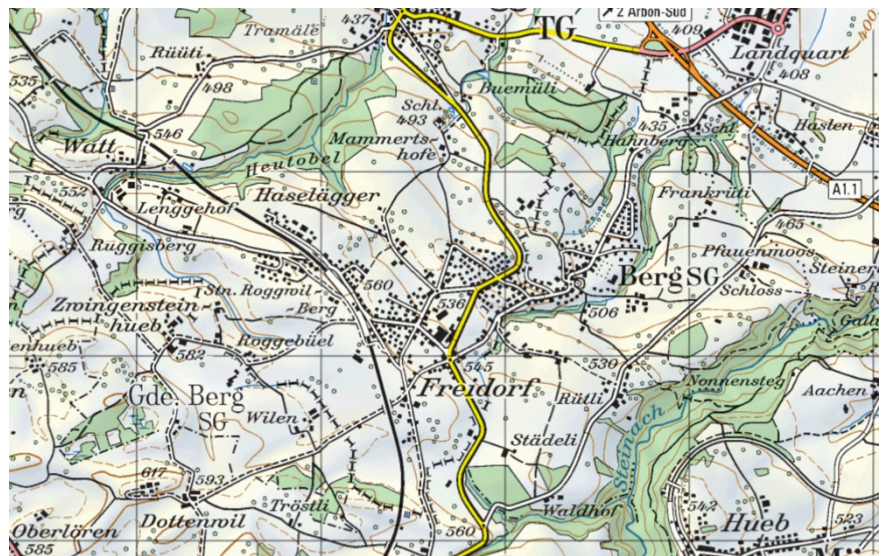 437
TG
↗ 2 Arbon-Süd
409
Tramäle
Rüüti
Landquart
400
535
498
Buemüli
408
Schl.
493
435
Schl.
Haslen
546
Mammerts-
hofe
Hahnberg
Watt
Heutobel
A1.1
552
Haselägger
Frankrüti
Lenggehof
465
Ruggisberg
Pfauenmoos
Stn. Roggwil-
Berg
560
Berg SG
Schloss
Steiner
Zwingenstein-
hueb
536
506
Roggebüel
582
585
545
530
Nonnensteg
Freidorf
Aachen
Gde. Berg
SG
Rütli
Wilen
Steinach
Städeli
617
593
Tröstli
Waldhof
542
523
Oberlören
Dottenwil
560
Hueb
585